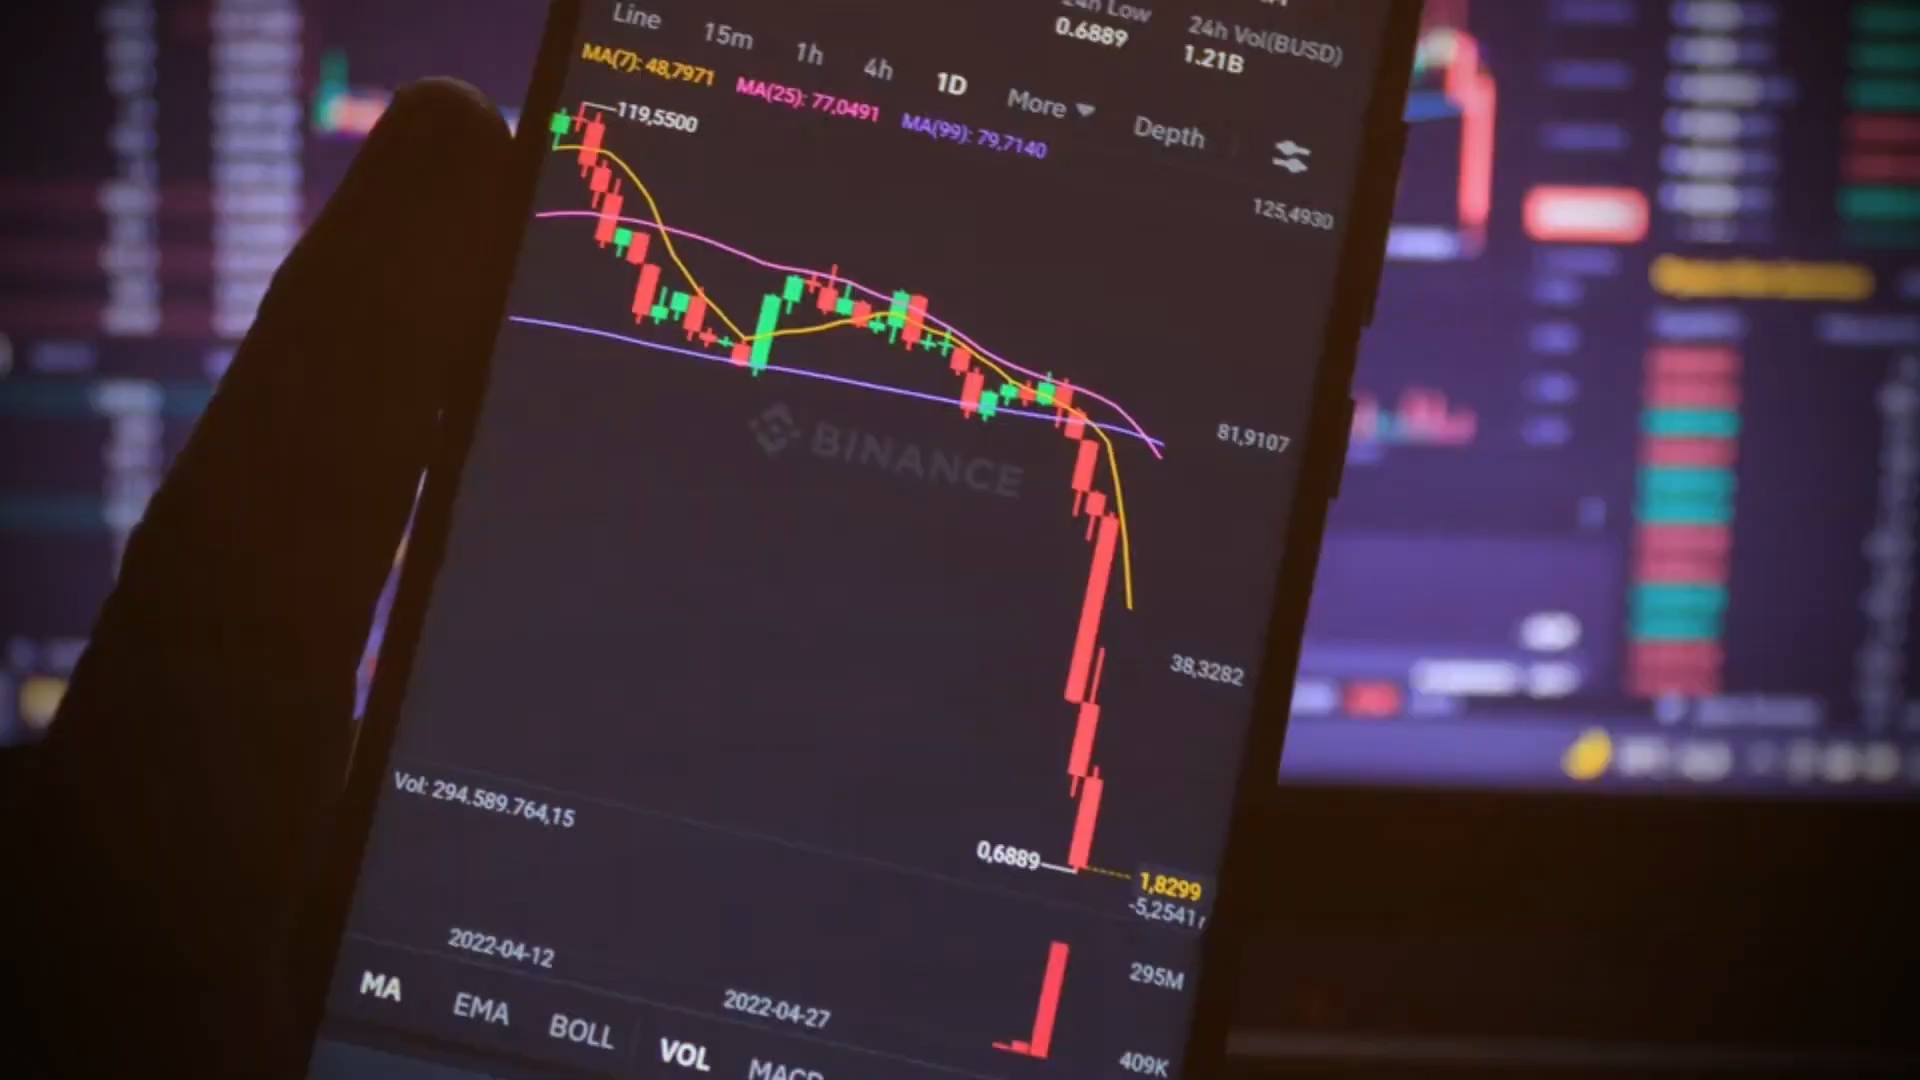 24h Low
0.6889
24h Vol(BUSD)
1.21B
Line 15m 1h 4h 1D More Depth
MA(7): 48,7971 MA(25): 77,0491 MA(99): 79,7140
119,5500
125,4930
81,9107
BINANCE
38,3282
Vol: 294.589.764,15
0,6889
1,8299
-5,2541
2022-04-12
2022-04-27
295M
409K
MA EMA BOLL VOL MACD